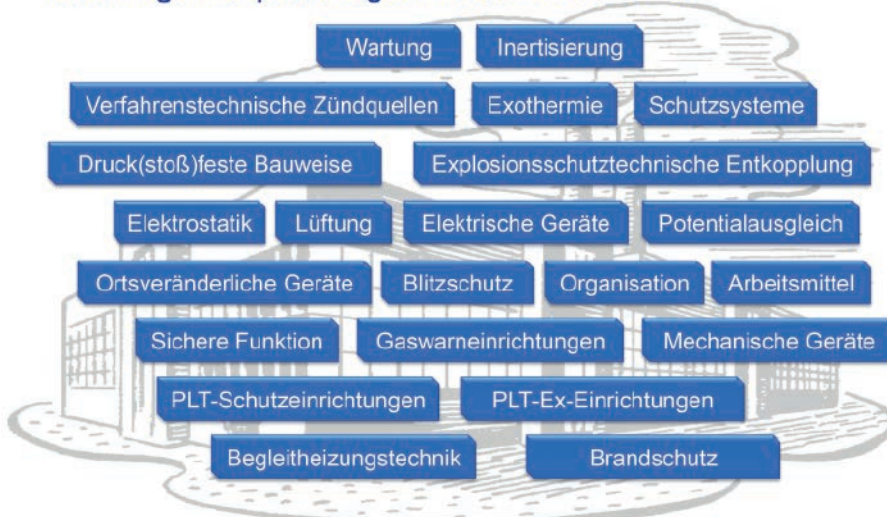 Wartung Inertisierung
Verfahrenstechnische Zündquellen Exothermie Schutzsysteme
Druck(stoß)feste Bauweise Explosionsschutztechnische Entkopplung
Elektrostatik Lüftung Elektrische Geräte Potentialausgleich
Ortsveränderliche Geräte Blitzschutz Organisation Arbeitsmittel
Sichere Funktion Gaswarneinrichtungen Mechanische Geräte
PLT-Schutzeinrichtungen PLT-Ex-Einrichtungen
Begleitheizungstechnik Brandschutz